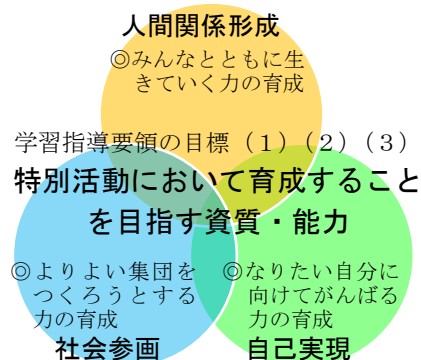 人間関係形成
◎みんなとともに生
きていく力の育成
学習指導要領の目標（１）（２）（３）
特別活動において育成すること
を目指す資質・能力
◎よりよい集団を
つくろうとする
力の育成
社会参画
◎なりたい自分に
向けてがんばる
力の育成
自己実現